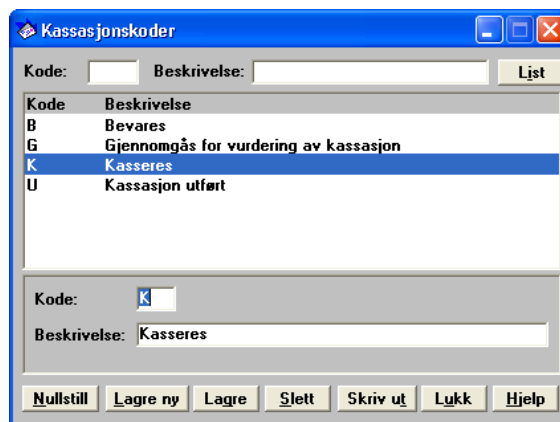 Kassasjonskoder
Kode: Beskrivelse: List
Kode Beskrivelse
B Bevares
G Gjennomgås for vurdering av kassasjon
K Kasseres
U Kassasjon utført
Kode: K
Beskrivelse: Kasseres
Nullstill Lagre ny Lagre Slett Skriv ut Lukk Hjelp